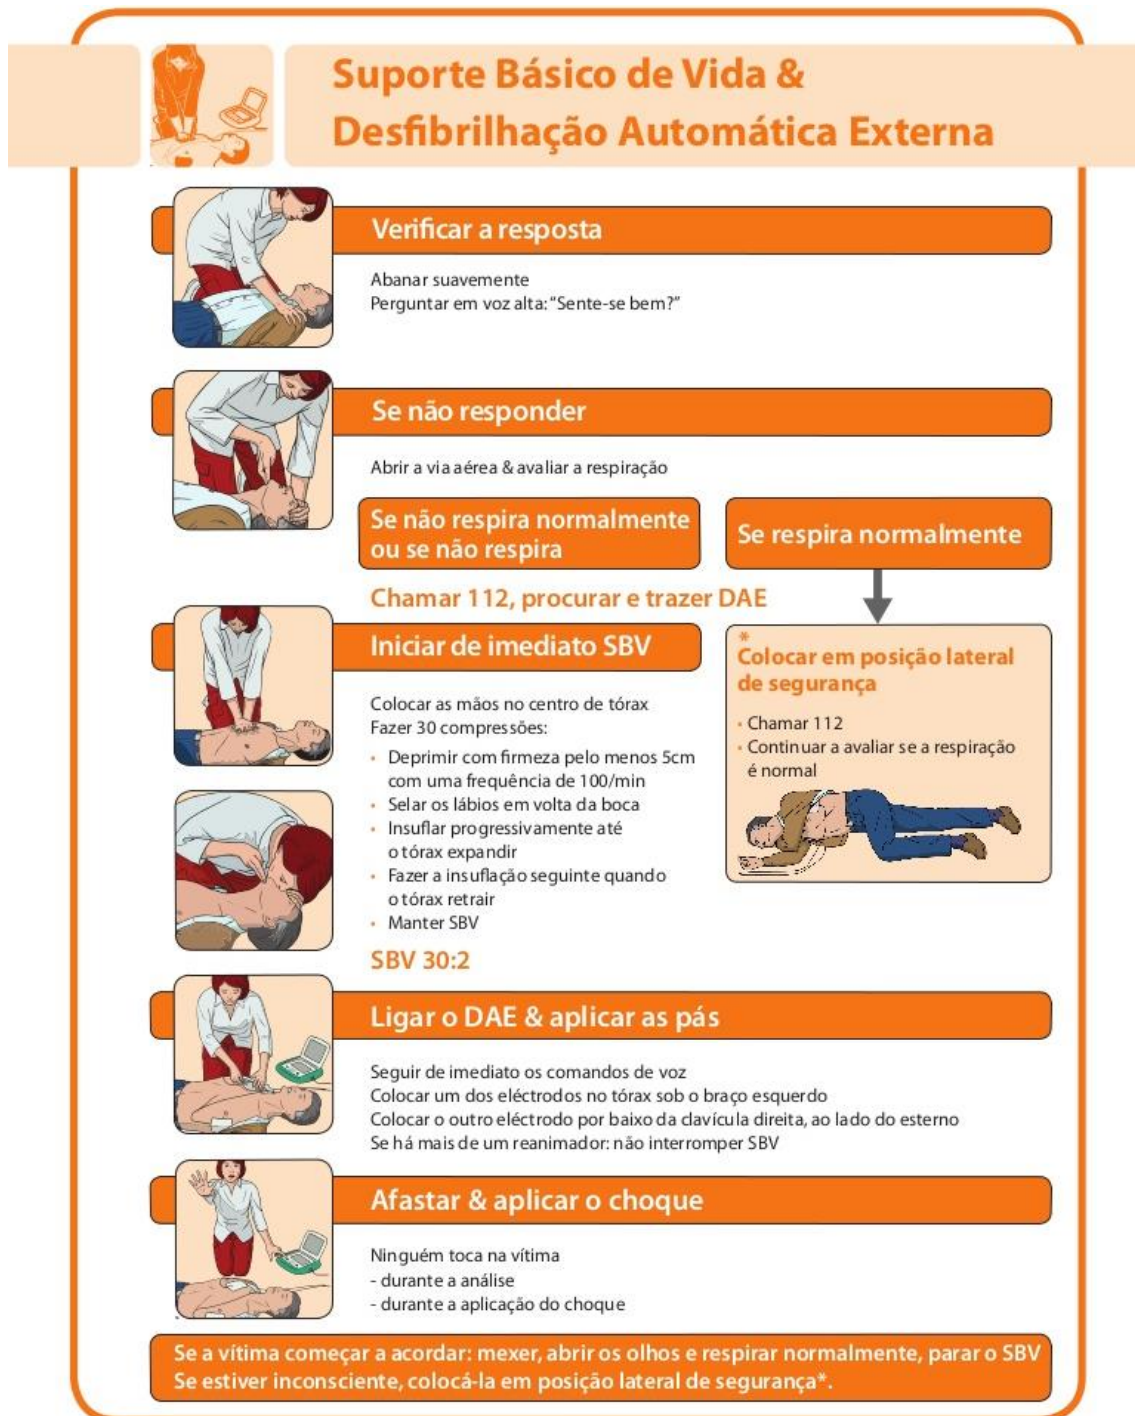 Suporte Básico de Vida &
Desfibrilhação Automática Externa
Verificar a resposta
Abanar suavemente
Perguntar em voz alta: “Sente-se bem?”
Se não responder
Abrir a via aérea & avaliar a respiração
Se não respira normalmente
ou se não respira
Se respira normalmente
Chamar 112, procurar e trazer DAE
Iniciar de imediato SBV
Colocar as mãos no centro de tórax
Fazer 30 compressões:
• Deprimir com firmeza pelo menos 5cm
com uma frequência de 100/min
• Selar os lábios em volta da boca
• Insuflar progressivamente até
o tórax expandir
• Fazer a insuflação seguinte quando
o tórax retrair
• Manter SBV
SBV 30:2
*
Colocar em posição lateral
de segurança
• Chamar 112
• Continuar a avaliar se a respiração
é normal
Ligar o DAE & aplicar as pás
Seguir de imediato os comandos de voz
Colocar um dos eléctrodos no tórax sob o braço esquerdo
Colocar o outro eléctrodo por baixo da clavícula direita, ao lado do esterno
Se há mais de um reanimador: não interromper SBV
Afastar & aplicar o choque
Ninguém toca na vítima
- durante a análise
- durante a aplicação do choque
Se a vítima começar a acordar: mexer, abrir os olhos e respirar normalmente, parar o SBV
Se estiver inconsciente, colocá-la em posição lateral de segurança*.